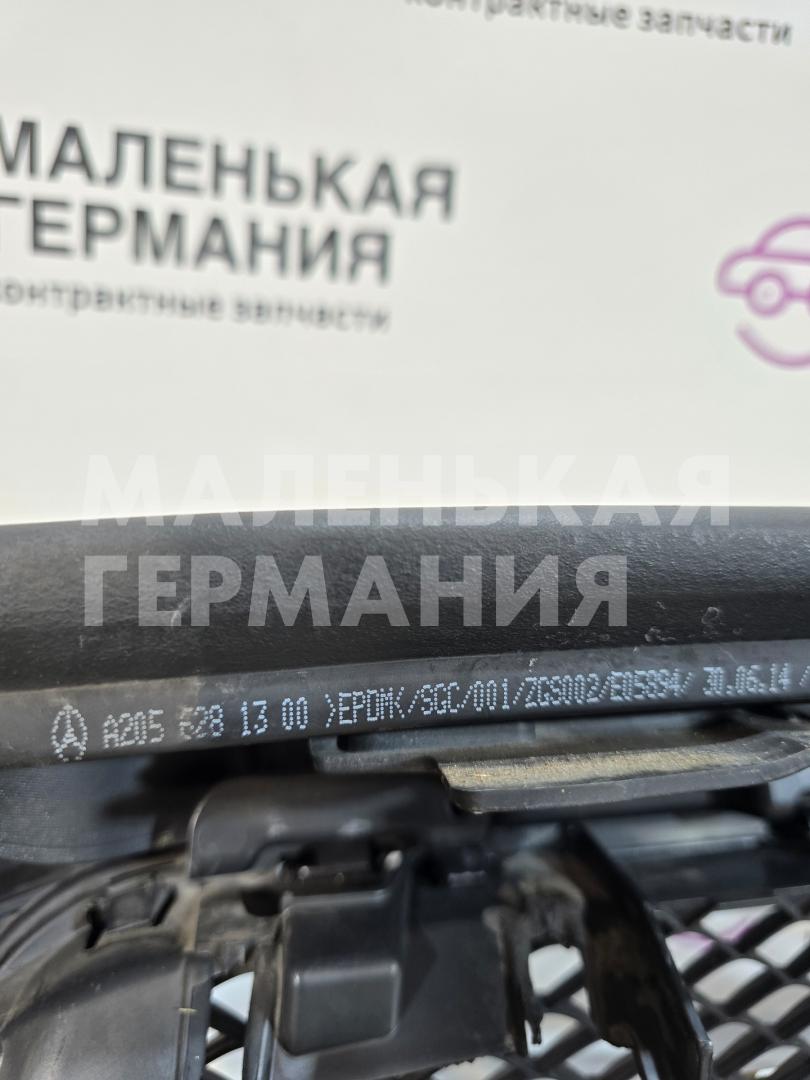 контрактные запчасти
МАЛЕНЬКАЯ
ГЕРМАНИЯ
контрактные запчасти
МАЛЕНЬКАЯ
ГЕРМАНИЯ
A205 628 13 00 >EPDM</SGC/001/ZGS002/E015394/ 30.06.14